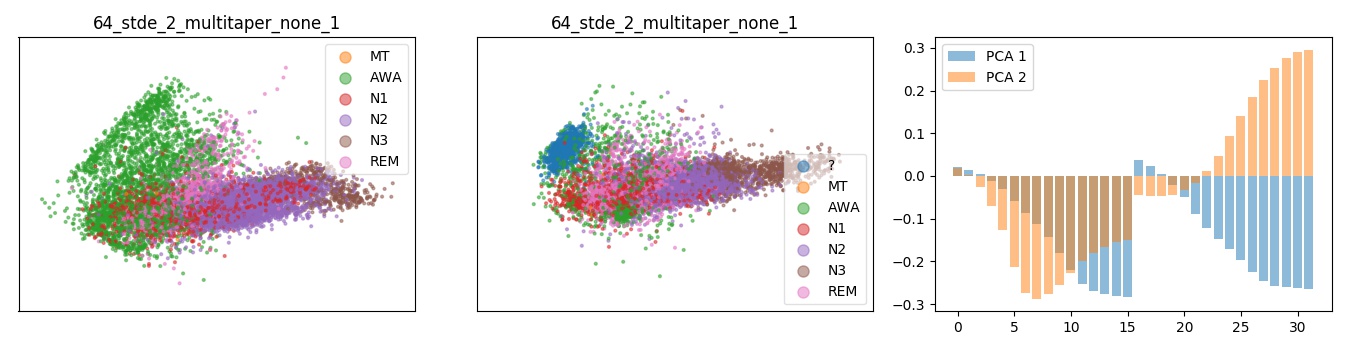 64_stde_2_multitaper_none_1
MT
AWA
N1
N2
N3
REM
64_stde_2_multitaper_none_1
?
MT
AWA
N1
N2
N3
REM
PCA 1
PCA 2
0.3
0.2
0.1
0.0
−0.1
−0.2
−0.3
0 5 10 15 20 25 30